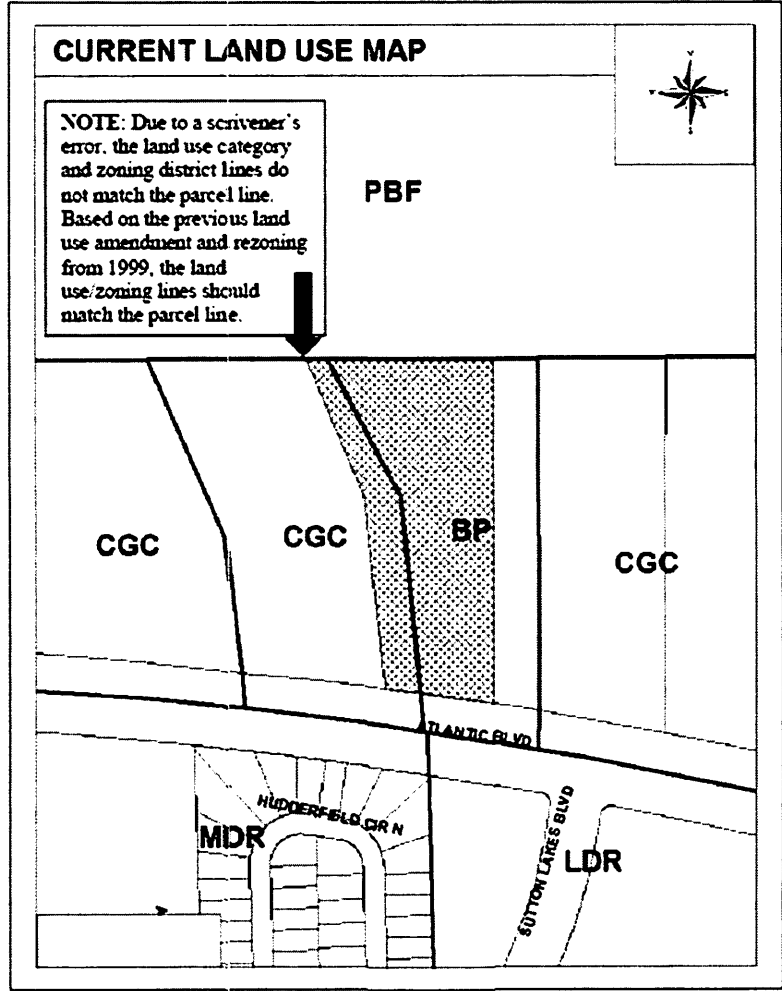 CURRENT LAND USE MAP
NOTE: Due to a scrivener's
error, the land use category
and zoning district lines do
not match the parcel line.
Based on the previous land
use amendment and rezoning
from 1999, the land
use/zoning lines should
match the parcel line.
PBF
CGC
CGC
BP
CGC
ATLANTIC BLVD
HUDDERFIELD CIR N
MDR
SUTTON LAKES BLVD
LDR